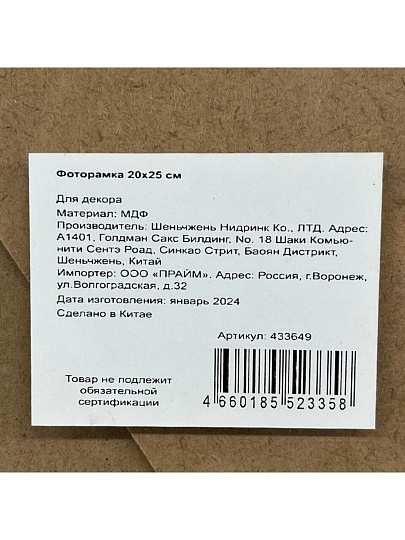 Фоторамка 20х25 см
Для декора
Материал: МДФ
Производитель: Шеньчжень Нидринк Ко., ЛТД. Адрес:
А1401, Голдман Сакс Билдинг, No. 18 Шаки Комью-
нити Сентэ Роад, Синкао Стрит, Баоян Дистрикт,
Шеньчжень, Китай
Импортер: ООО «ПРАЙМ». Адрес: Россия, г.Воронеж,
ул.Волгоградская, д.32
Дата изготовления: январь 2024
Сделано в Китае
Артикул: 433649
Товар не подлежит
обязательной
сертификации
4 660185 523358